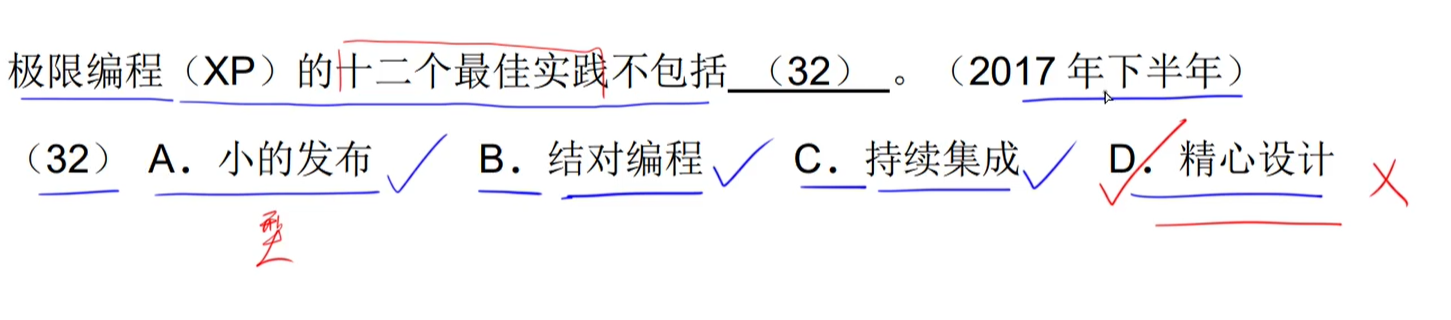 极限编程（XP）的十二个最佳实践不包括 （32） 。（2017 年下半年）
（32） A．小的发布 B．结对编程 C．持续集成 D．精心设计
型